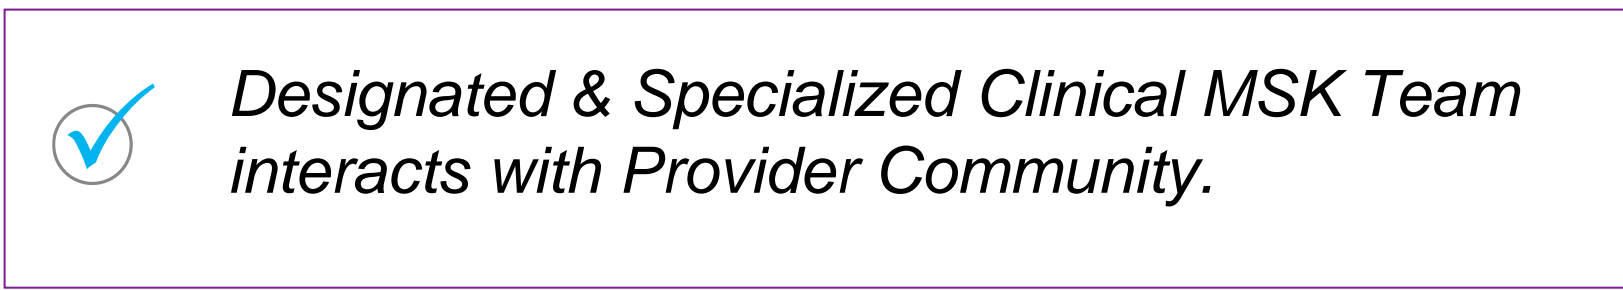 Designated & Specialized Clinical MSK Team
interacts with Provider Community.